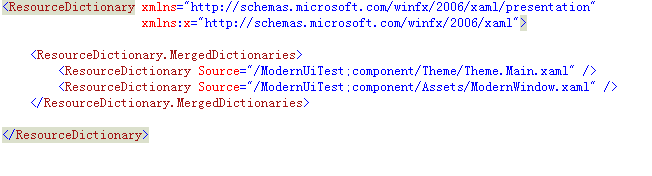 <ResourceDictionary xmlns="http://schemas.microsoft.com/winfx/2006/xaml/presentation"
xmlns:x="http://schemas.microsoft.com/winfx/2006/xaml">
<ResourceDictionary.MergedDictionaries>
<ResourceDictionary Source="/ModernUiTest;component/Theme/Theme.Main.xaml" />
<ResourceDictionary Source="/ModernUiTest;component/Assets/ModernWindow.xaml" />
</ResourceDictionary.MergedDictionaries>
</ResourceDictionary>